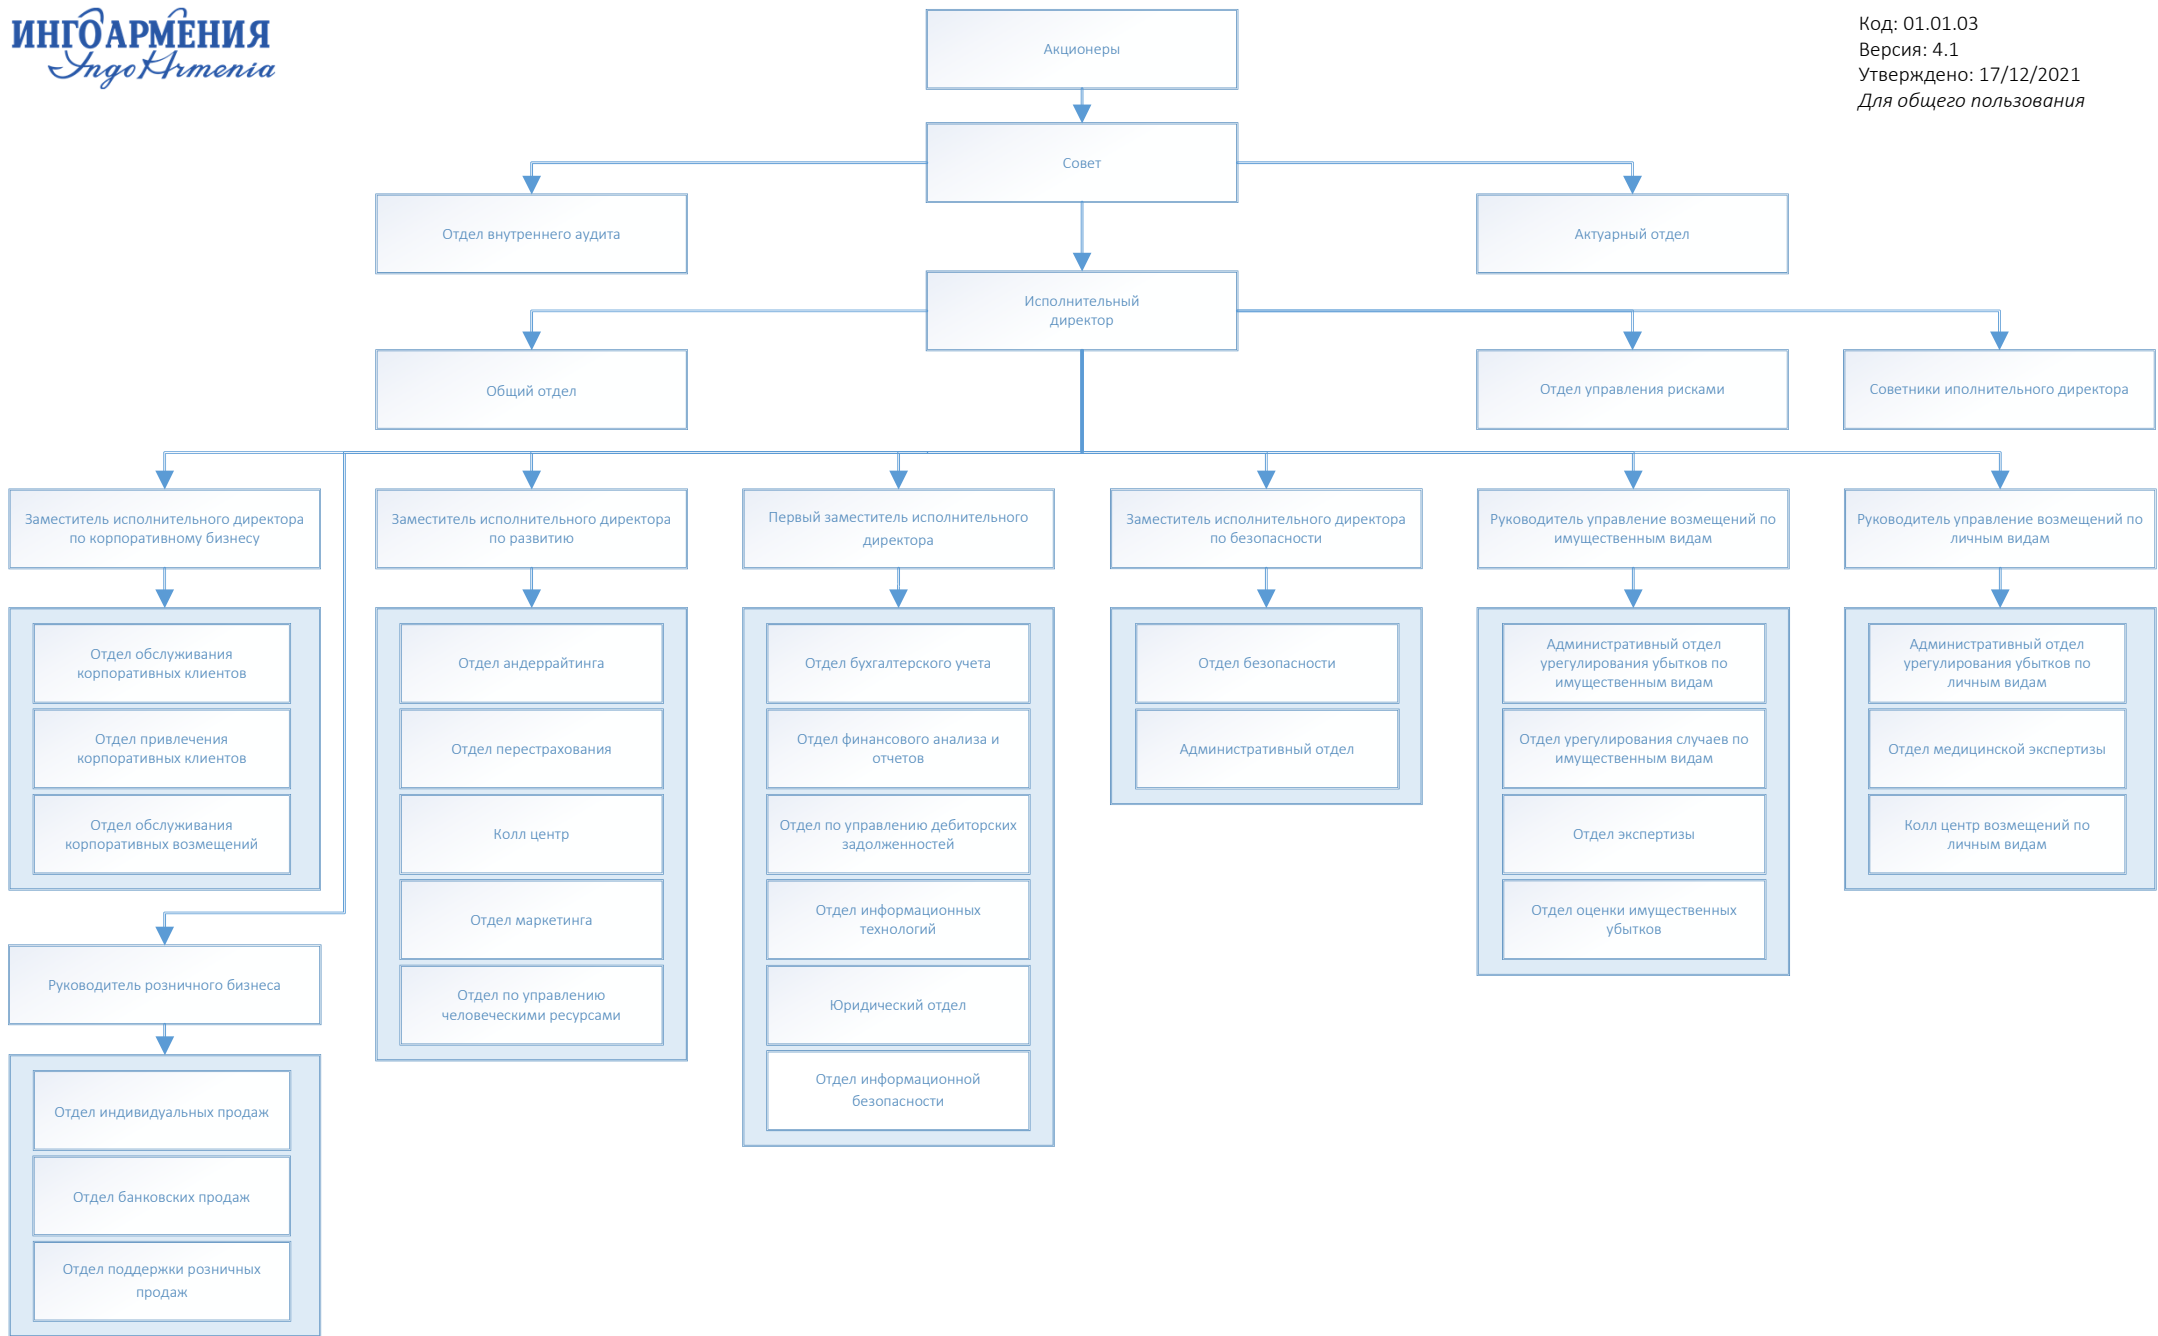 ИНГОАРМЕНИЯ
IngoArmenia
Код: 01.01.03
Версия: 4.1
Утверждено: 17/12/2021
Для общего пользования
Акционеры
Совет
Отдел внутреннего аудита
Актуарный отдел
Исполнительный
директор
Общий отдел
Отдел управления рисками
Советники иполнительного директора
Заместитель исполнительного директора
по корпоративному бизнесу
Заместитель исполнительного директора
по развитию
Первый заместитель исполнительного
директора
Заместитель исполнительного директора
по безопасности
Руководитель управление возмещений по
имущественным видам
Руководитель управление возмещений по
личным видам
Отдел обслуживания
корпоративных клиентов
Отдел привлечения
корпоративных клиентов
Отдел обслуживания
корпоративных возмещений
Руководитель розничного бизнеса
Отдел индивидуальных продаж
Отдел банковских продаж
Отдел поддержки розничных
продаж
Отдел андеррайтинга
Отдел перестрахования
Колл центр
Отдел маркетинга
Отдел по управлению
человеческими ресурсами
Отдел бухгалтерского учета
Отдел финансового анализа и
отчетов
Отдел по управлению дебиторских
задолженностей
Отдел информационных
технологий
Юридический отдел
Отдел информационной
безопасности
Отдел безопасности
Административный отдел
Административный отдел
урегулирования убытков по
имущественным видам
Отдел урегулирования случаев по
имущественным видам
Отдел экспертизы
Отдел оценки имущественных
убытков
Административный отдел
урегулирования убытков по
личным видам
Отдел медицинской экспертизы
Колл центр возмещений по
личным видам